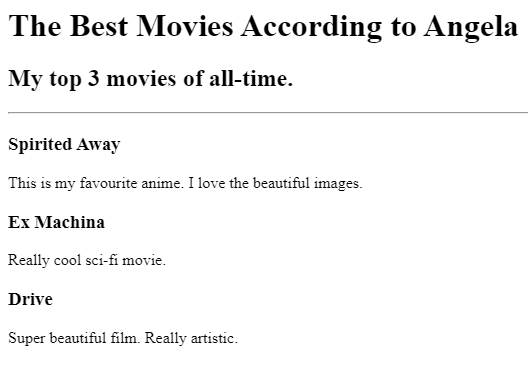 The Best Movies According to Angela
My top 3 movies of all-time.
Spirited Away
This is my favourite anime. I love the beautiful images.
Ex Machina
Really cool sci-fi movie.
Drive
Super beautiful film. Really artistic.